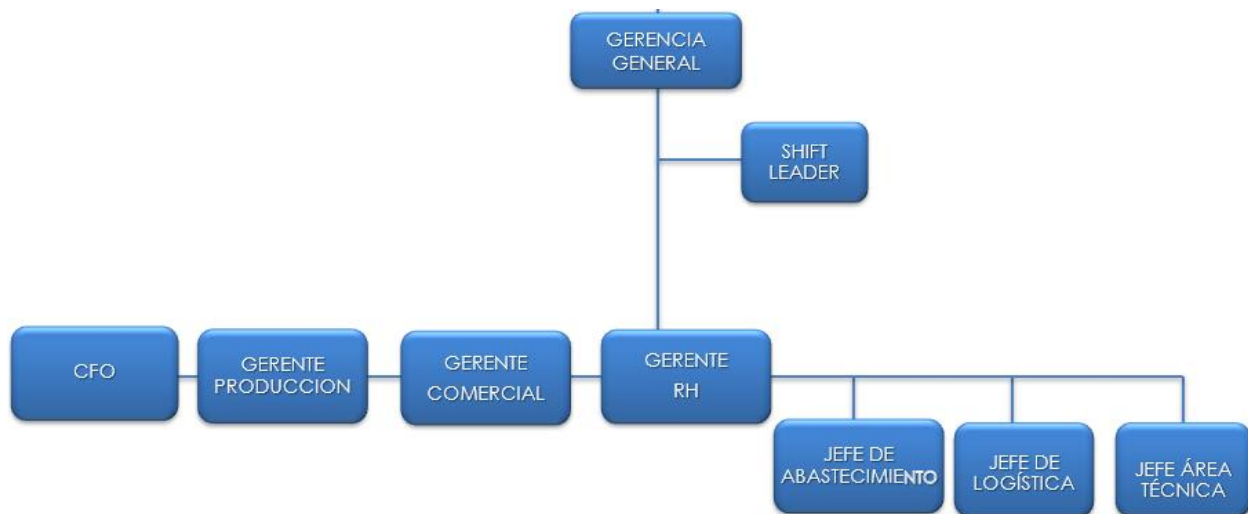 GERENCIA
GENERAL
SHIFT
LEADER
CFO
GERENTE
PRODUCCION
GERENTE
COMERCIAL
GERENTE
RH
JEFE DE
ABASTECIMIENTO
JEFE DE
LOGÍSTICA
JEFE ÁREA
TÉCNICA